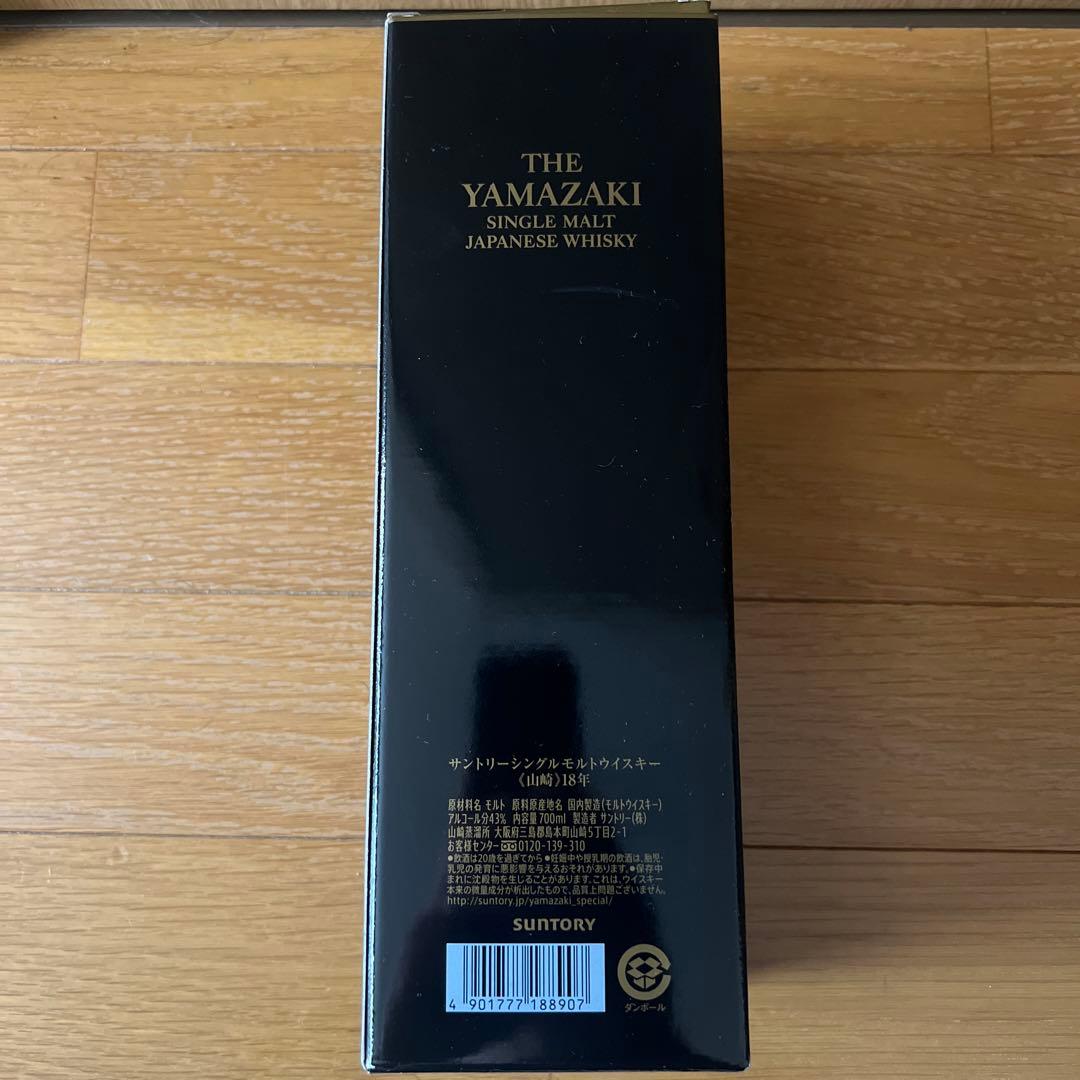 THE
YAMAZAKI
SINGLE MALT
JAPANESE WHISKY
サントリーシングルモルトウイスキー
《山崎》18年
原材料名 モルト 原料原産地名 国内製造(モルトウイスキー)
アルコール分43% 内容量700ml 製造者 サントリー(株)
山崎蒸溜所 大阪府三島郡島本町山崎5丁目2-1
お客様センター 0120-139-310
●飲酒は20歳を過ぎてから ●妊娠中や授乳期の飲酒は、胎児・
乳児の発育に悪影響を与えるおそれがあります。●保存中
まれに沈殿物を生じることがあります。これは、ウイスキー
本来の微量成分が析出したもので、品質上問題ございません。
http://suntory.jp/yamazaki_special/
SUNTORY
4 901777 188907
ダンボール